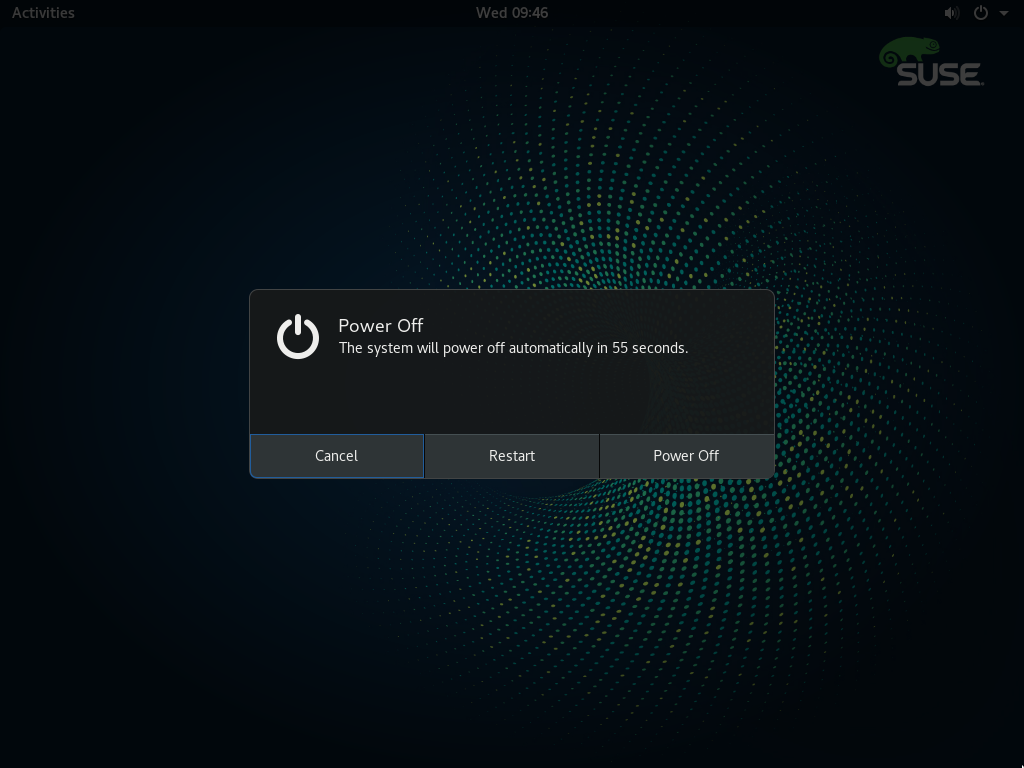 Activities
Wed 09:46
SUSE
Power Off
The system will power off automatically in 55 seconds.
Cancel
Restart
Power Off